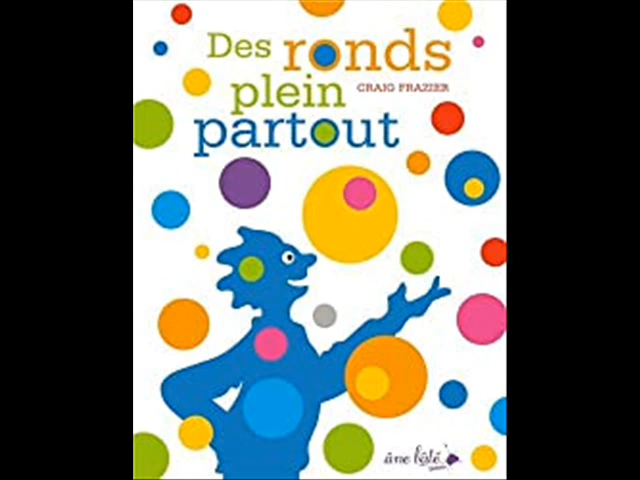 Des ronds
CRAIG FRAZIER
plein
partout
âne bâté